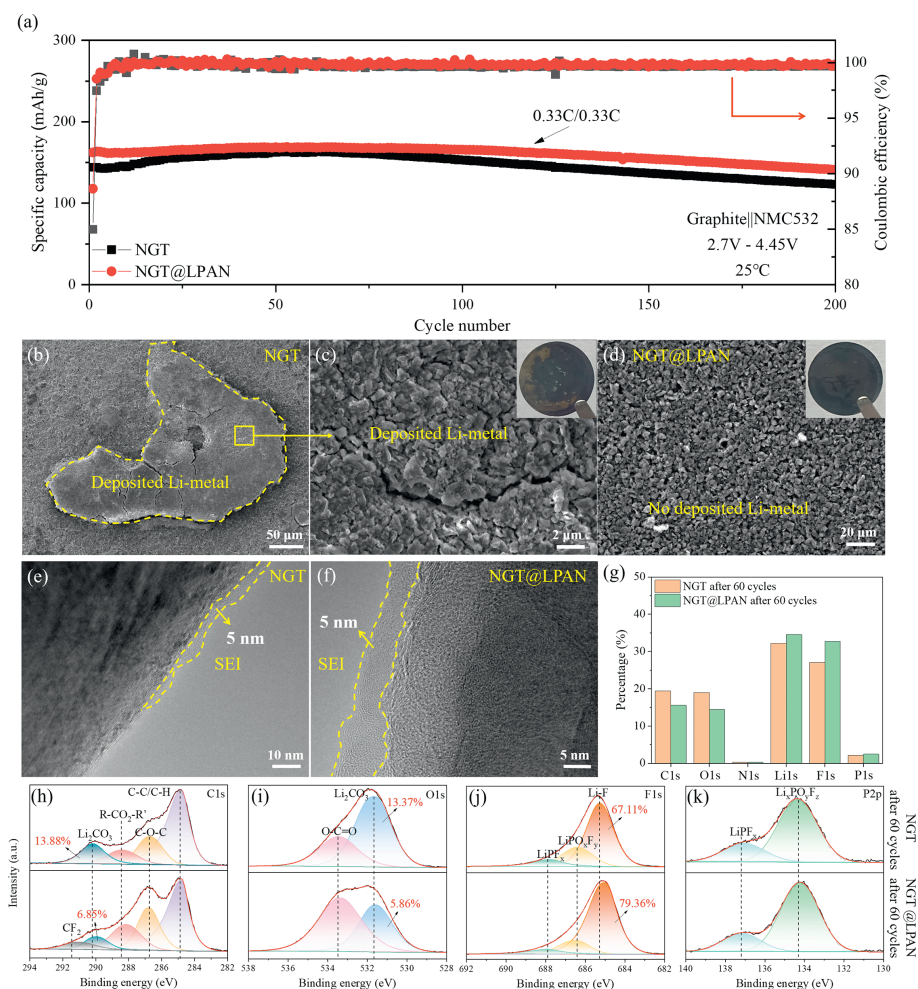 (a)
300
250
200
150
100
50
0
Specific capacity (mAh/g)
100
95
90
85
80
Coulombic efficiency (%)
0.33C/0.33C
NGT
NGT@LPAN
Graphite||NMC532
2.7V - 4.45V
25℃
0 50 100 150 200
Cycle number
(b) NGT
Deposited Li-metal
50 μm
(c)
Deposited Li-metal
2 μm
(d) NGT@LPAN
No deposited Li-metal
20 μm
(e) NGT
5 nm
SEI
10 nm
(f) NGT@LPAN
5 nm
SEI
5 nm
(g)
50
40
30
20
10
0
Percentage (%)
NGT after 60 cycles
NGT@LPAN after 60 cycles
C1s O1s N1s Li1s F1s P1s
(h) C1s
C-C/C-H
R-CO₂-R'
Li₂CO₃ C-O-C
13.88%
CF₂ 6.85%
Intensity (a.u.)
294 292 290 288 286 284 282
Binding energy (eV)
(i) O1s
Li₂CO₃
13.37%
O-C=O
5.86%
538 536 534 532 530 528
Binding energy (eV)
(j) F1s
Li-F
67.11%
LiPOₓFᵧ
LiPFₓ
79.36%
692 690 688 686 684 682
Binding energy (eV)
(k) P2p
LiₓPOᵧF_z
LiPFₓ
140 138 136 134 132 130
Binding energy (eV)
NGT
after 60 cycles
NGT @LPAN
after 60 cycles